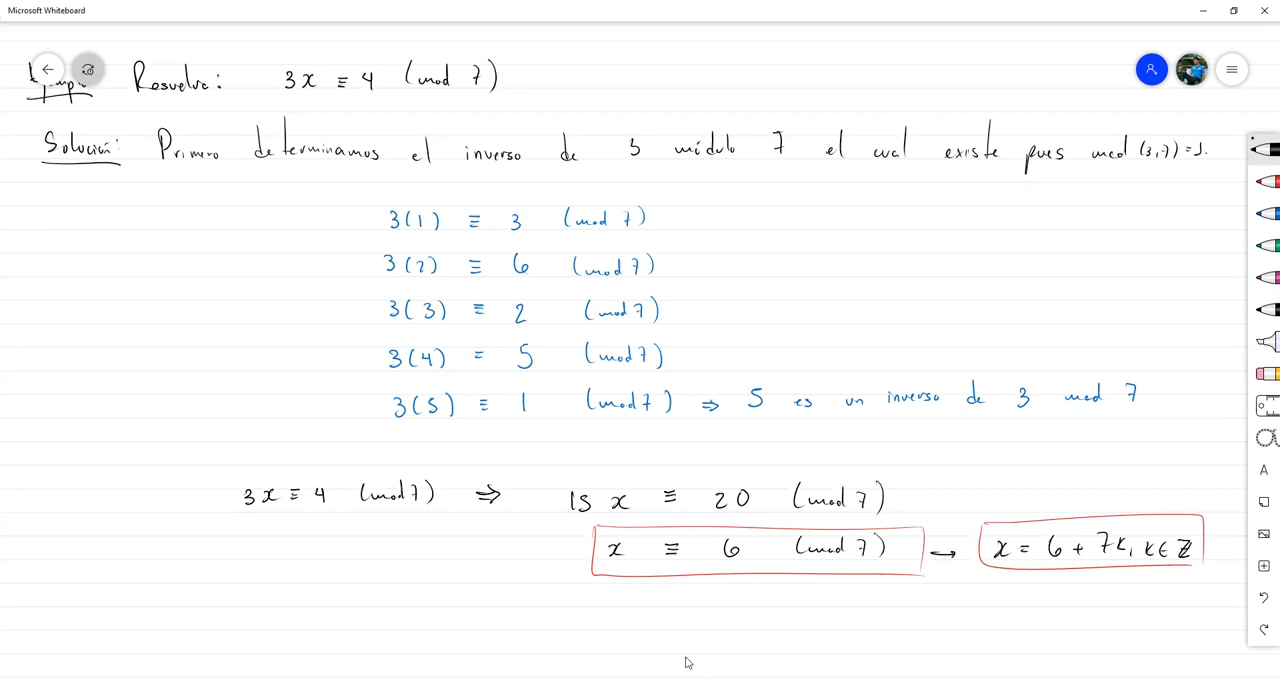 Microsoft Whiteboard
Resuelva: 3x ≡ 4 (mod 7)
Solución: Primero determinamos el inverso de 3 módulo 7 el cual existe pues mcd (3,7) = 1.
3(1) ≡ 3 (mod 7)
3(2) ≡ 6 (mod 7)
3(3) ≡ 2 (mod 7)
3(4) = 5 (mod 7)
3(5) ≡ 1 (mod 7) ⇒ 5 es un inverso de 3 mod 7
3x ≡ 4 (mod 7) ⇒ 15 x ≡ 20 (mod 7)
x ≡ 6 (mod 7) → x = 6 + 7k, k ∈ ℤ
A